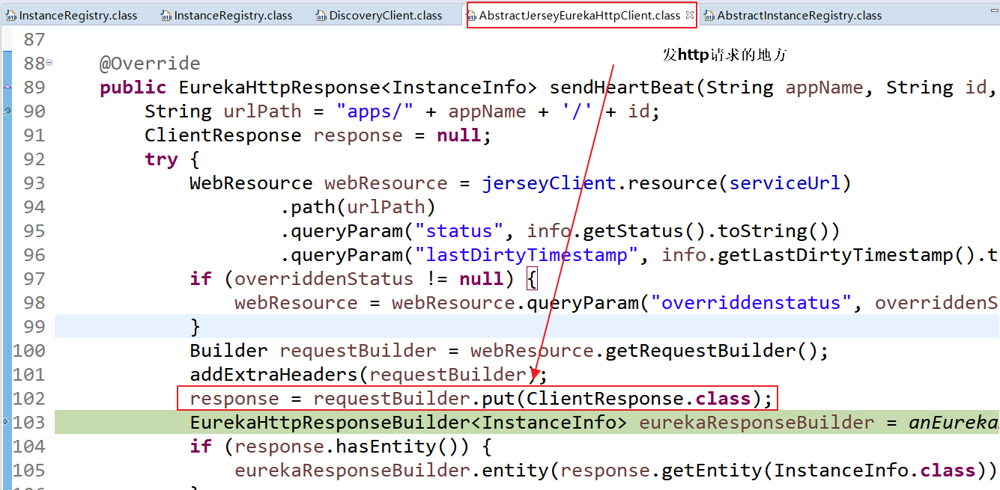 InstanceRegistry.class InstanceRegistry.class DiscoveryClient.class AbstractJerseyEurekaHttpClient.class AbstractInstanceRegistry.class
发http请求的地方
87
88 @Override
89 public EurekaHttpResponse<InstanceInfo> sendHeartBeat(String appName, String id,
90 String urlPath = "apps/" + appName + '/' + id;
91 ClientResponse response = null;
92 try {
93 WebResource webResource = jerseyClient.resource(serviceUrl)
94 .path(urlPath)
95 .queryParam("status", info.getStatus().toString())
96 .queryParam("lastDirtyTimestamp", info.getLastDirtyTimestamp().t
97 if (overriddenStatus != null) {
98 webResource = webResource.queryParam("overriddenstatus", overriddenS
99 }
100 Builder requestBuilder = webResource.getRequestBuilder();
101 addExtraHeaders(requestBuilder);
102 response = requestBuilder.put(ClientResponse.class);
103 EurekaHttpResponseBuilder<InstanceInfo> eurekaResponseBuilder = anEureka
104 if (response.hasEntity()) {
105 eurekaResponseBuilder.entity(response.getEntity(InstanceInfo.class))